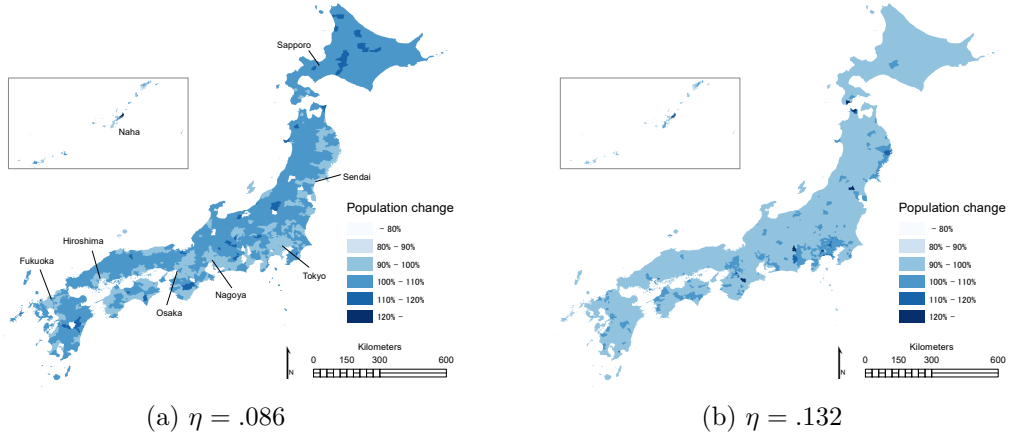 Sapporo
Naha
Sendai
Population change
- 80%
80% - 90%
90% - 100%
100% - 110%
110% - 120%
120% -
Hiroshima
Fukuoka
Tokyo
Nagoya
Osaka
Kilometers
N
0 150 300 600
(a) η = .086
Population change
- 80%
80% - 90%
90% - 100%
100% - 110%
110% - 120%
120% -
Kilometers
N
0 150 300 600
(b) η = .132